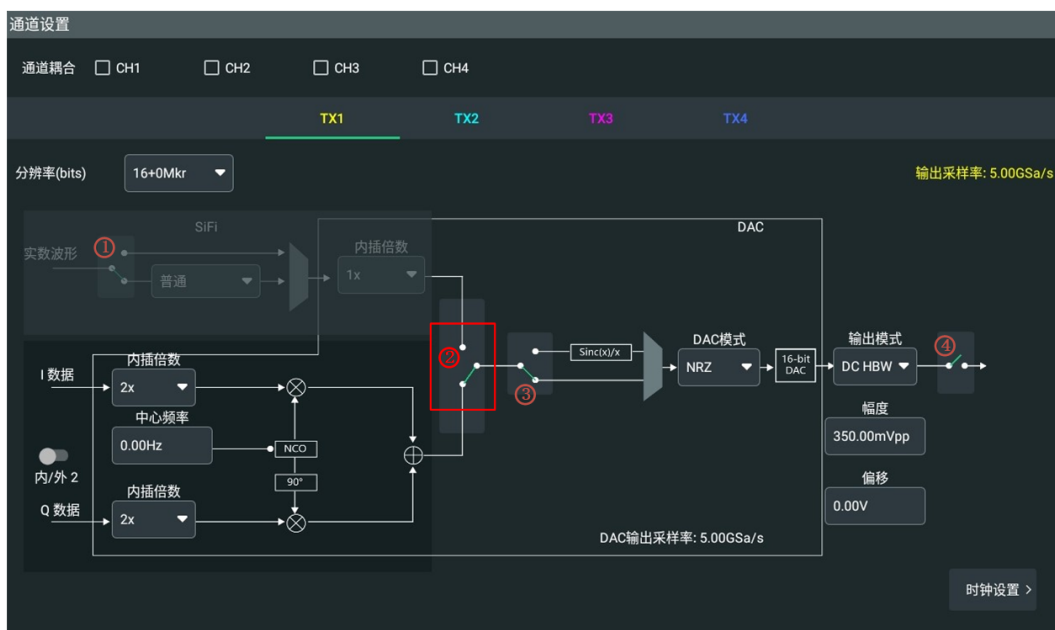 通道设置
通道耦合 CH1 CH2 CH3 CH4
TX1 TX2 TX3 TX4
分辨率(bits) 16+0Mkr 输出采样率: 5.00GSa/s
SiFi DAC
实数波形 ① 内插倍数
普通 1x
②
内插倍数 Sinc(x)/x DAC模式 输出模式 ④
I 数据 2x NRZ 16-bit DAC DC HBW
③
中心频率 幅度
0.00Hz NCO 350.00mVpp
内/外 2 90° 偏移
内插倍数
Q 数据 2x 0.00V
DAC输出采样率: 5.00GSa/s
时钟设置 >